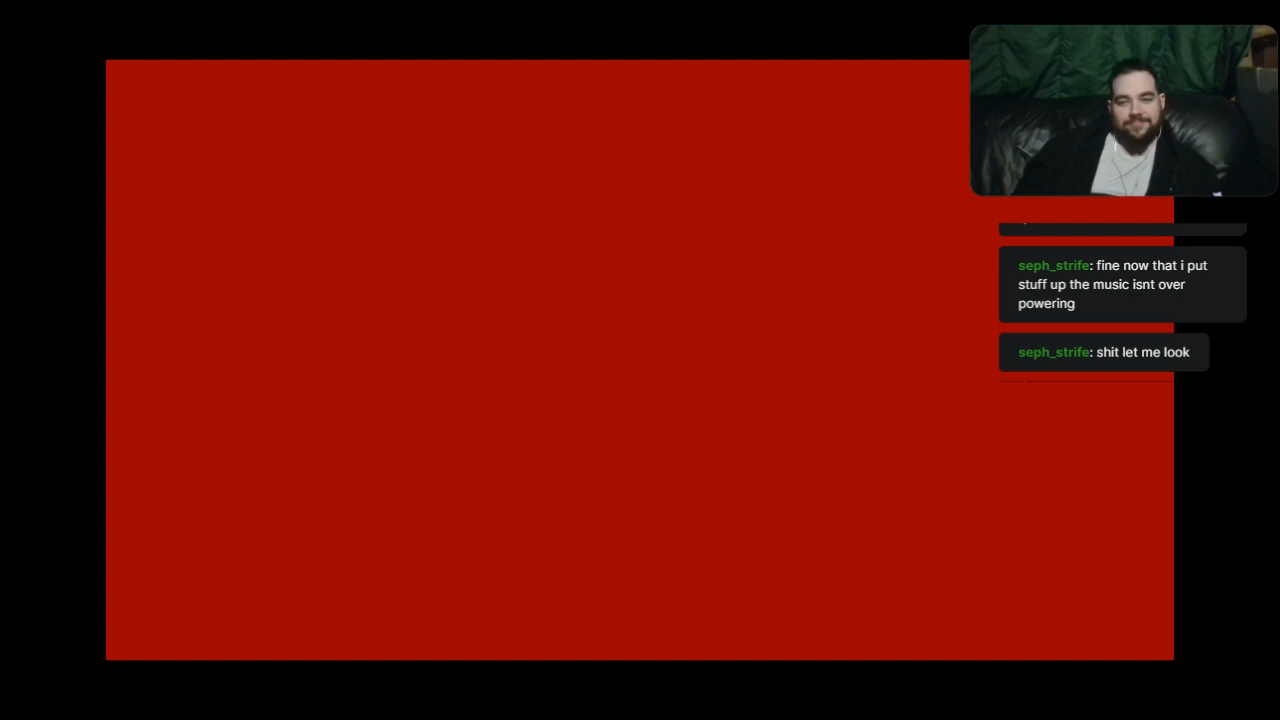 seph_strife: fine now that i put
stuff up the music isnt over
powering
seph_strife: shit let me look